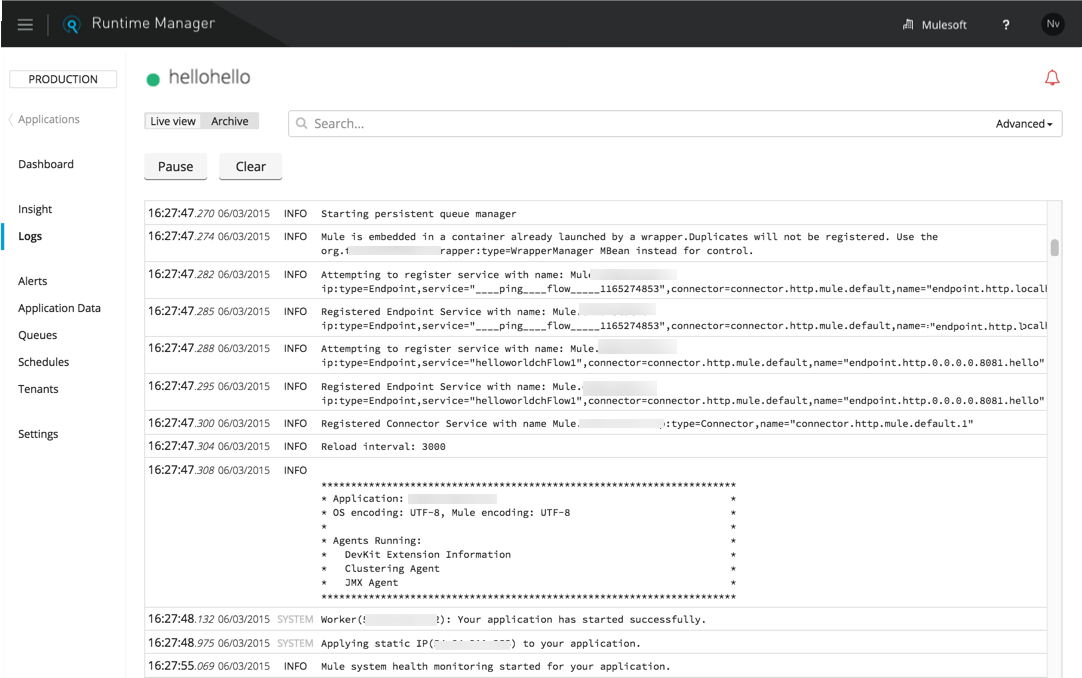 Runtime Manager
Mulesoft
?
Nv
PRODUCTION
hellohello
Applications
Live view
Archive
Search...
Advanced
Dashboard
Pause
Clear
Insight
Logs
Alerts
Application Data
Queues
Schedules
Tenants
Settings
16:27:47.270 06/03/2015 INFO Starting persistent queue manager
16:27:47.274 06/03/2015 INFO Mule is embedded in a container already launched by a wrapper.Duplicates will not be registered. Use the
org. rapper:type=WrapperManager MBean instead for control.
16:27:47.282 06/03/2015 INFO Attempting to register service with name: Mule
ip:type=Endpoint,service="____ping____flow_____1165274853",connector=connector.http.mule.default,name="endpoint.http.local
16:27:47.285 06/03/2015 INFO Registered Endpoint Service with name: Mule.
ip:type=Endpoint,service="____ping____flow_____1165274853",connector=connector.http.mule.default,name="endpoint.http.local
16:27:47.288 06/03/2015 INFO Attempting to register service with name: Mule.
ip:type=Endpoint,service="helloworldchFlow1",connector=connector.http.mule.default,name="endpoint.http.0.0.0.0.8081.hello"
16:27:47.295 06/03/2015 INFO Registered Endpoint Service with name: Mule.
ip:type=Endpoint,service="helloworldchFlow1",connector=connector.http.mule.default,name="endpoint.http.0.0.0.0.8081.hello"
16:27:47.300 06/03/2015 INFO Registered Connector Service with name Mule. :type=Connector,name="connector.http.mule.default.1"
16:27:47.304 06/03/2015 INFO Reload interval: 3000
16:27:47.308 06/03/2015 INFO
**********************************************************************
* Application: *
* OS encoding: UTF-8, Mule encoding: UTF-8 *
* *
* Agents Running: *
* DevKit Extension Information *
* Clustering Agent *
* JMX Agent *
**********************************************************************
16:27:48.132 06/03/2015 SYSTEM Worker( ): Your application has started successfully.
16:27:48.975 06/03/2015 SYSTEM Applying static IP( ) to your application.
16:27:55.069 06/03/2015 INFO Mule system health monitoring started for your application.